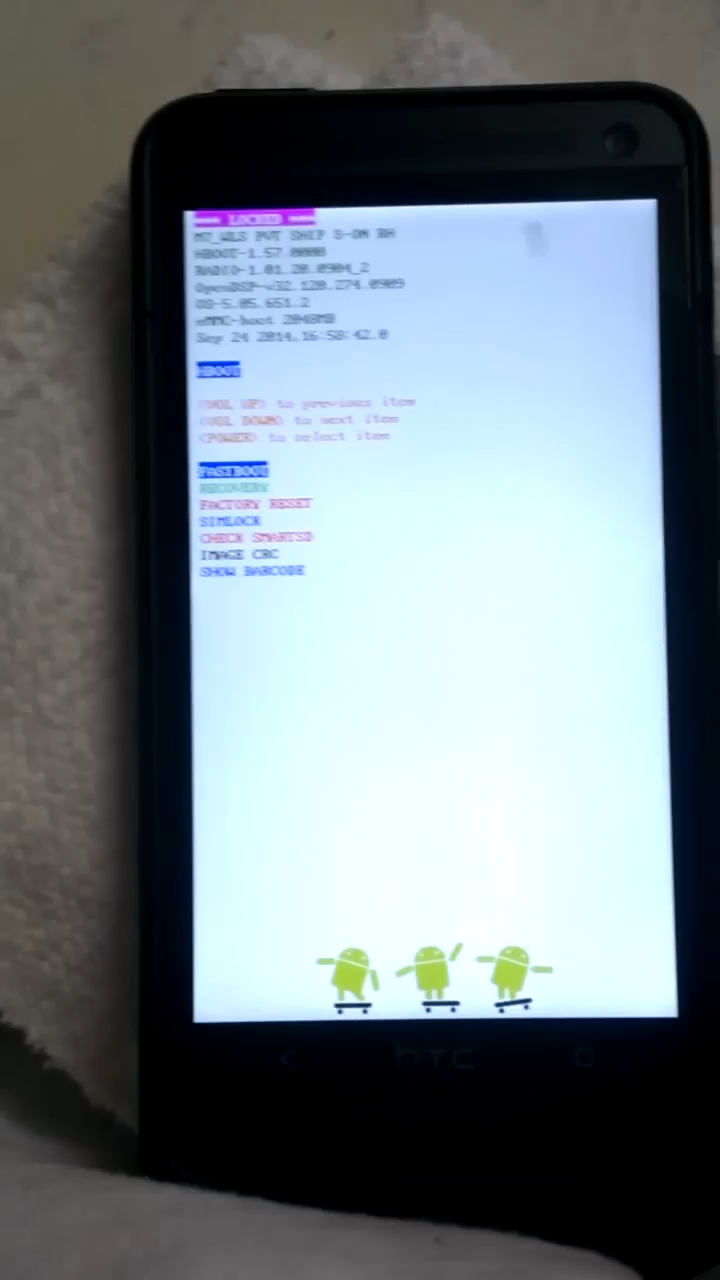 *** LOCKED ***
M7_WLS PVT SHIP S-ON RH
HBOOT-1.57.0000
RADIO-1.01.20.0904_2
OpenDSP-v32.120.274.0909
OS-5.05.651.2
eMMC-boot 2048MB
Sep 24 2014,16:58:42.0
HBOOT
<VOL UP> to previous item
<VOL DOWN> to next item
<POWER> to select item
FASTBOOT
RECOVERY
FACTORY RESET
SIMLOCK
CHECK SMARTSD
IMAGE CRC
SHOW BARCODE
hTC